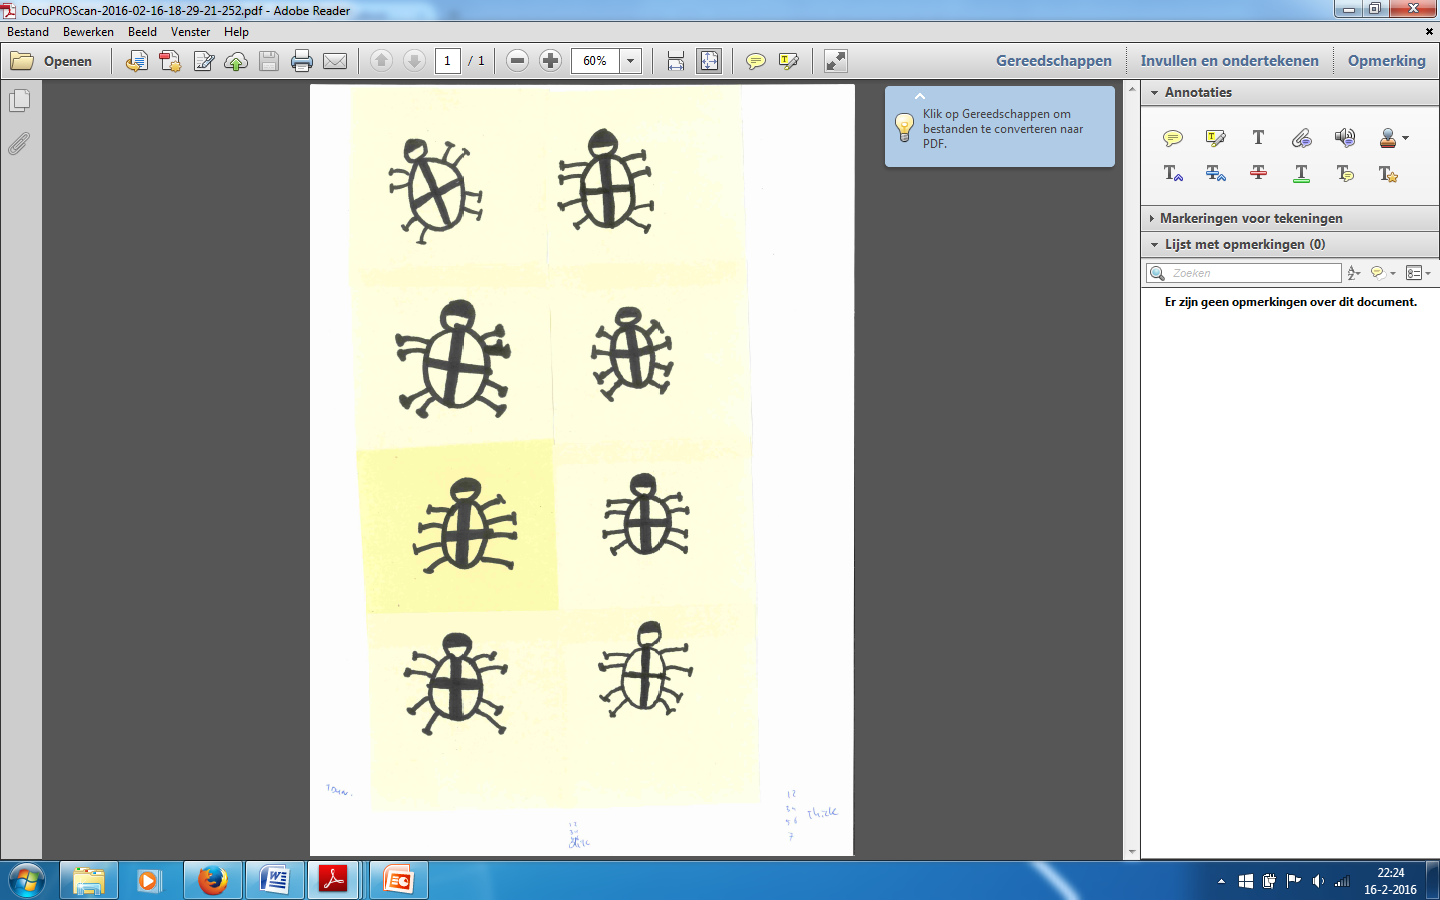 DocuPROScan-2016-02-16-18-29-21-252.pdf - Adobe Reader
Bestand Bewerken Beeld Venster Help
Openen 1 / 1 60% Gereedschappen Invullen en ondertekenen Opmerking
Klik op Gereedschappen om
bestanden te converteren naar
PDF.
Annotaties
Markeringen voor tekeningen
Lijst met opmerkingen (0)
Zoeken
Er zijn geen opmerkingen over dit document.
12
7
22:24
16-2-2016